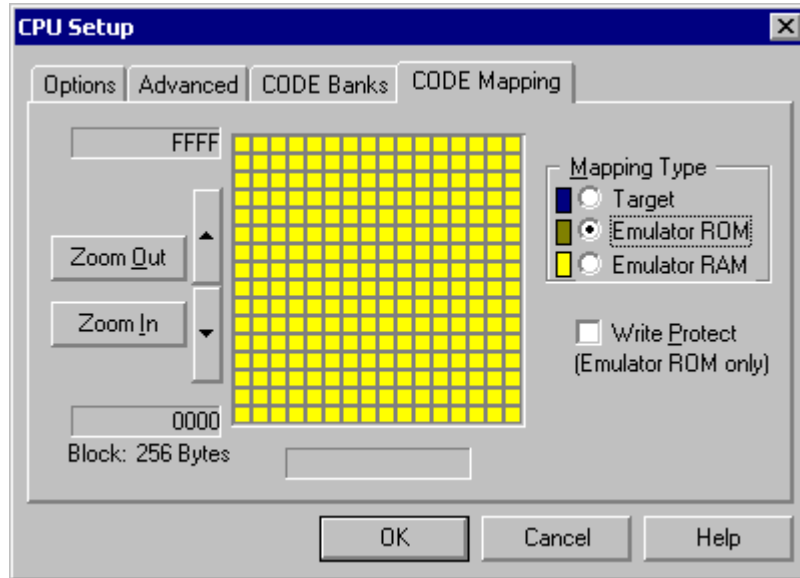 CPU Setup
Options
Advanced
CODE Banks
CODE Mapping
FFFF
Zoom Out
Zoom In
0000
Block: 256 Bytes
Mapping Type
Target
Emulator ROM
Emulator RAM
Write Protect
(Emulator ROM only)
OK
Cancel
Help